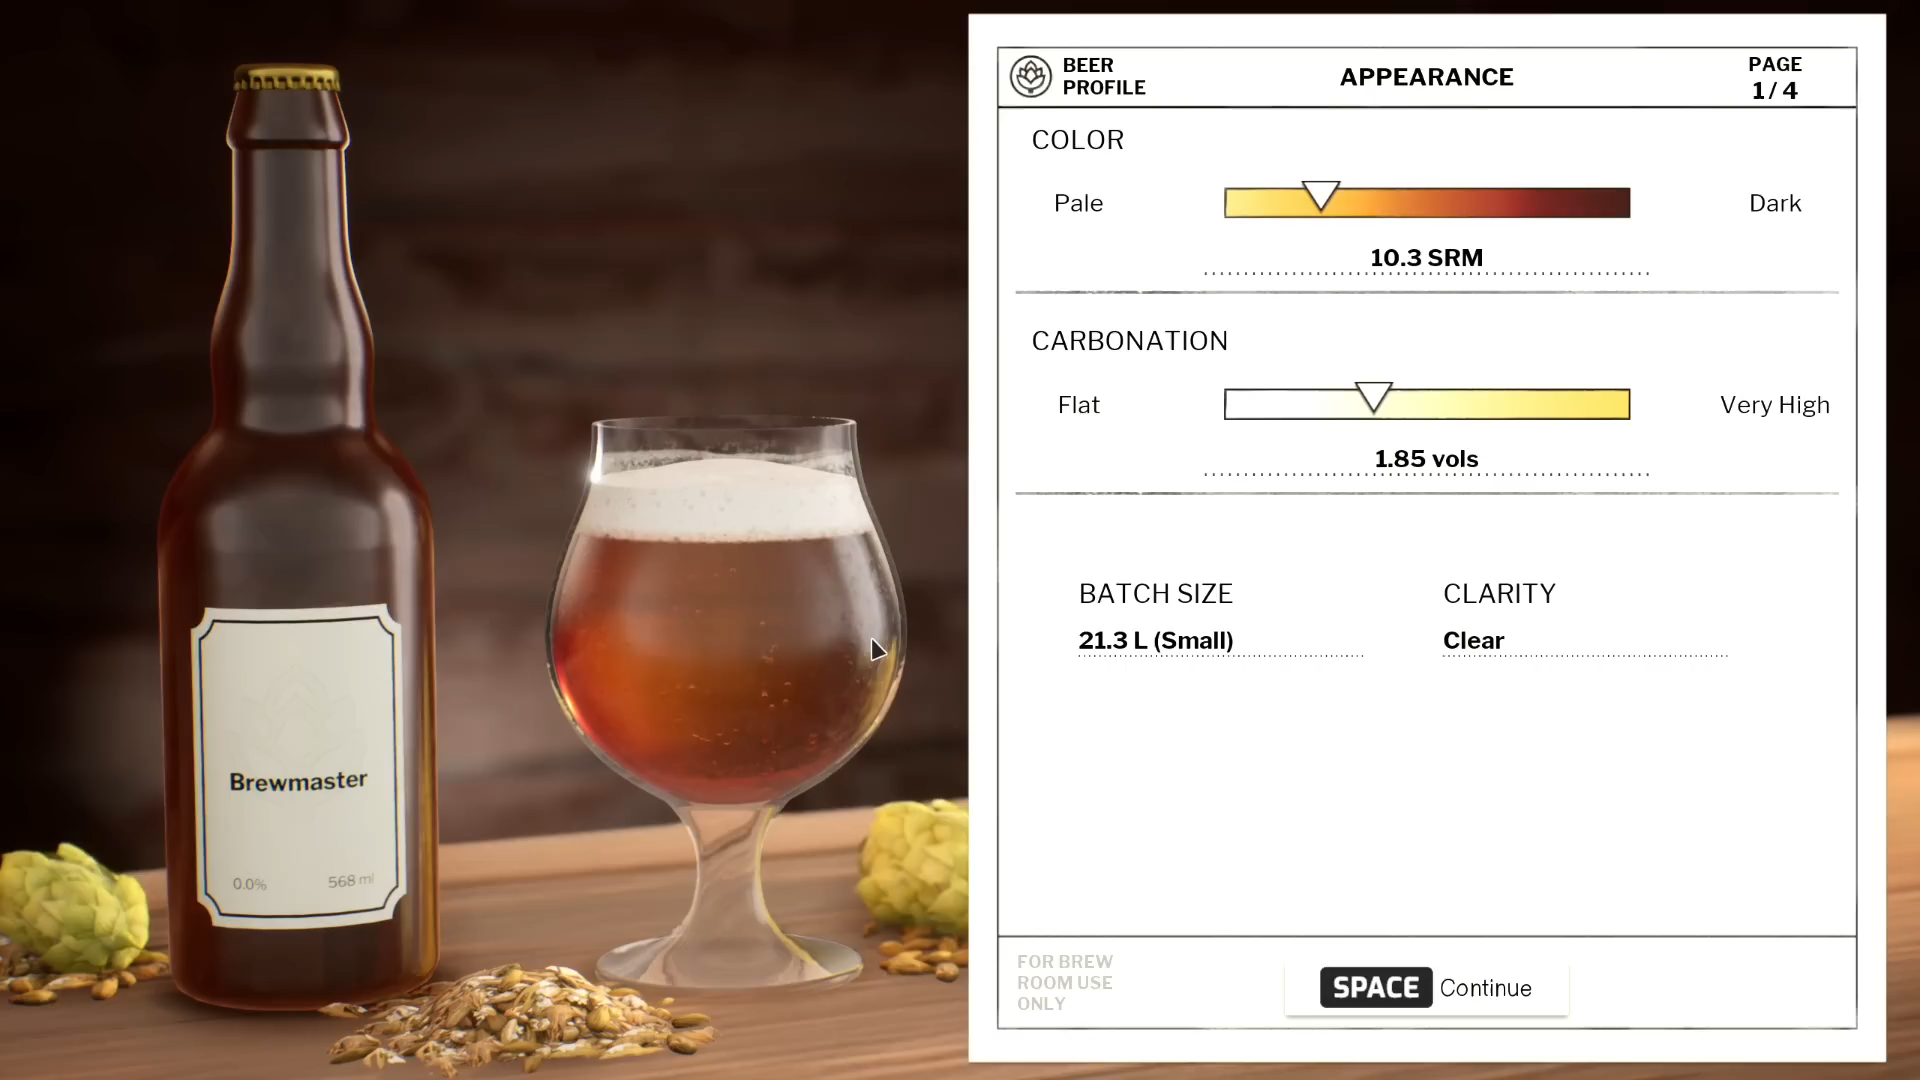 BEER
PROFILE
APPEARANCE
PAGE
1 / 4
COLOR
Pale
Dark
10.3 SRM
CARBONATION
Flat
Very High
1.85 vols
BATCH SIZE
CLARITY
21.3 L (Small)
Clear
Brewmaster
0.0%
568 ml
FOR BREW
ROOM USE
ONLY
SPACE Continue